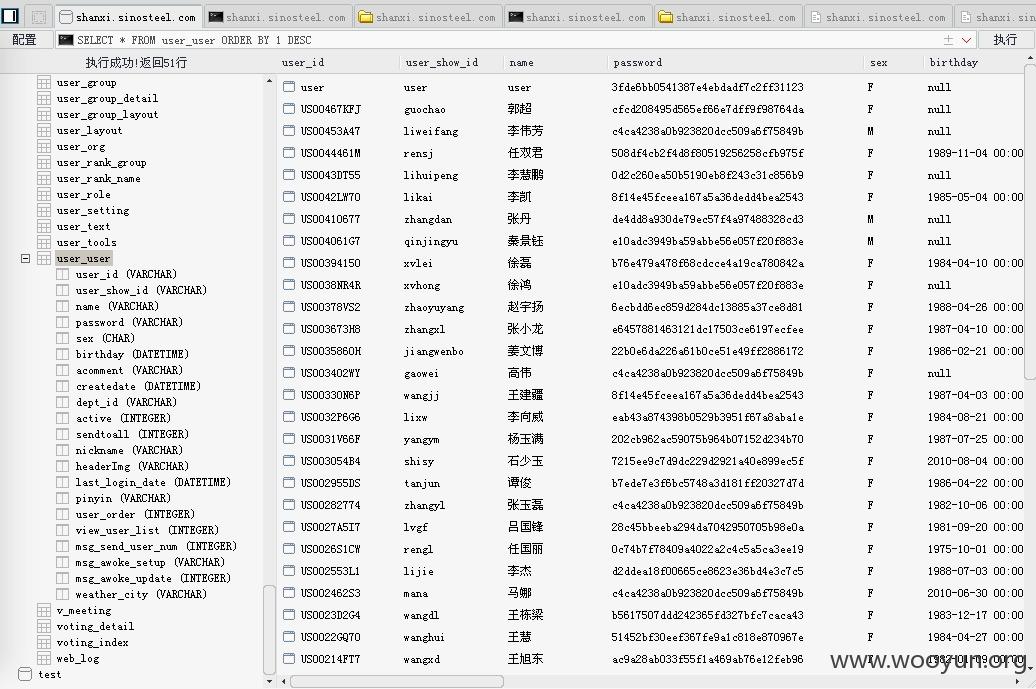 shanxi.sinosteel.com shanxi.sinosteel.com shanxi.sinosteel.com shanxi.sinosteel.com shanxi.sinosteel.com shanxi.sinosteel.com shanxi.sin
配置 SELECT * FROM user_user ORDER BY 1 DESC 执行
执行成功!返回51行
user_group
user_group_detail
user_group_layout
user_layout
user_org
user_rank_group
user_rank_name
user_role
user_setting
user_text
user_tools
user_user
user_id (VARCHAR)
user_show_id (VARCHAR)
name (VARCHAR)
password (VARCHAR)
sex (CHAR)
birthday (DATETIME)
acomment (VARCHAR)
createdate (DATETIME)
dept_id (VARCHAR)
active (INTEGER)
sendtoall (INTEGER)
nickname (VARCHAR)
headerImg (VARCHAR)
last_login_date (DATETIME)
pinyin (VARCHAR)
user_order (INTEGER)
view_user_list (INTEGER)
msg_send_user_num (INTEGER)
msg_awoke_setup (VARCHAR)
msg_awoke_update (INTEGER)
weather_city (VARCHAR)
v_meeting
voting_detail
voting_index
web_log
test
user_id user_show_id name password sex birthday
user user user 3fde6bb0541387e4ebdadf7c2ff31123 F null
US00467KFJ guochao 郭超 cfcd208495d565ef66e7dff9f98764da F null
US00453A47 liweifang 李伟芳 c4ca4238a0b923820dcc509a6f75849b M null
US0044461M rensj 任双君 508df4cb2f4d8f80519256258cfb975f F 1989-11-04 00:00
US0043DT55 lihuipeng 李慧鹏 0d2c260ea50b5190eb8f243c31c856b9 F null
US0042LW70 likai 李凯 8f14e45fceea167a5a36dedd4bea2543 F 1985-05-04 00:00
US00410677 zhangdan 张丹 de4dd8a930de79ec57f4a97488328cd3 M null
US004061G7 qinjingyu 秦景钰 e10adc3949ba59abbe56e057f20f883e M null
US00394150 xvlei 徐磊 b76e479a478f68cdcce4a19ca780842a F 1984-04-10 00:00
US0038NR4R xvhong 徐鸿 e10adc3949ba59abbe56e057f20f883e F null
US00378VS2 zhaoyuyang 赵宇扬 6ecbdd6ec859d284dc13885a37ce8d81 F 1988-04-26 00:00
US003673H8 zhangxl 张小龙 e6457881463121dc17503ce6197ecfee F 1987-04-10 00:00
US0035860H jiangwenbo 姜文博 22b0e6da226a61b0ce51e49ff2886172 F 1986-02-21 00:00
US003402WY gaowei 高伟 c4ca4238a0b923820dcc509a6f75849b F null
US00330N6P wangjj 王建疆 8f14e45fceea167a5a36dedd4bea2543 F 1987-04-03 00:00
US0032P6G6 lixw 李向威 eab43a874398b0529b3951f67a8aba1e F 1984-08-21 00:00
US0031V66F yangym 杨玉满 202cb962ac59075b964b07152d234b70 F 1987-07-25 00:00
US003054B4 shisy 石少玉 7215ee9c7d9dc229d2921a40e899ec5f F 2010-08-04 00:00
US002955DS tanjun 谭俊 b7ede7e3f6bc5748a3d181ff20327d7d F 1986-04-22 00:00
US00282774 zhangyl 张玉磊 c4ca4238a0b923820dcc509a6f75849b F 1982-10-06 00:00
US0027A5I7 lvgf 吕国锋 28c45bbeeba294da7042950705b98e0a F 1981-09-20 00:00
US0026S1CW rengl 任国丽 0c74b7f78409a4022a2c4c5a5ca3ee19 F 1975-10-01 00:00
US002553L1 lijie 李杰 d2ddea18f00665ce8623e36bd4e3c7c5 F 1988-07-03 00:00
US002462S3 mana 马娜 c4ca4238a0b923820dcc509a6f75849b F 2010-06-30 00:00
US0023D2G4 wangdl 王栋梁 b5617507ddd242365fd327bfc7caca43 F 1983-12-17 00:00
US0022GQ70 wanghui 王慧 51452bf30eef367fe9a1c818e870967e F 1984-04-27 00:00
US00214FT7 wangxd 王旭东 ac9a28ab033f55f1a469ab76e12feb96 F 1982-01-09 00:00
www.wooyun.org